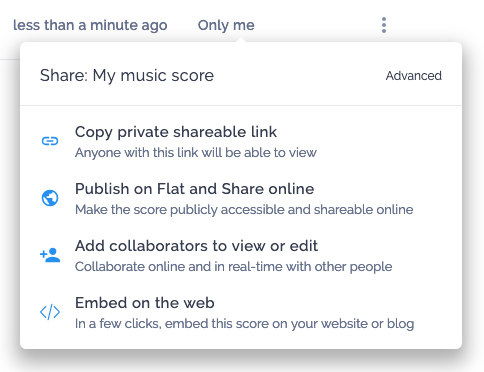 less than a minute ago Only me
Share: My music score Advanced
Copy private shareable link
Anyone with this link will be able to view
Publish on Flat and Share online
Make the score publicly accessible and shareable online
Add collaborators to view or edit
Collaborate online and in real-time with other people
Embed on the web
In a few clicks, embed this score on your website or blog